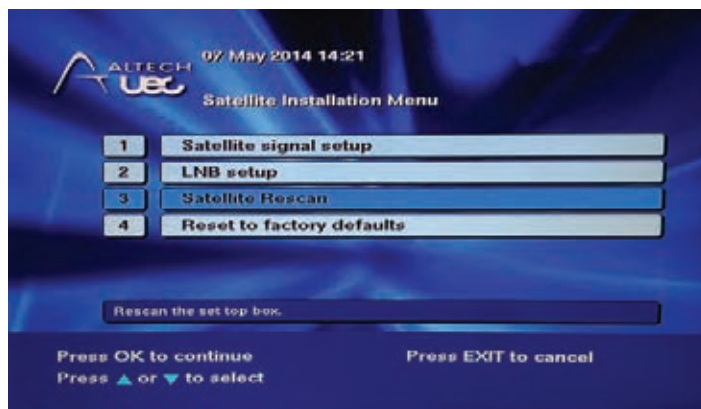 ALTECH
UEC
07 May 2014 14:21
Satellite Installation Menu
1 Satellite signal setup
2 LNB setup
3 Satellite Rescan
4 Reset to factory defaults
Rescan the set top box.
Press OK to continue
Press EXIT to cancel
Press ▲ or ▼ to select